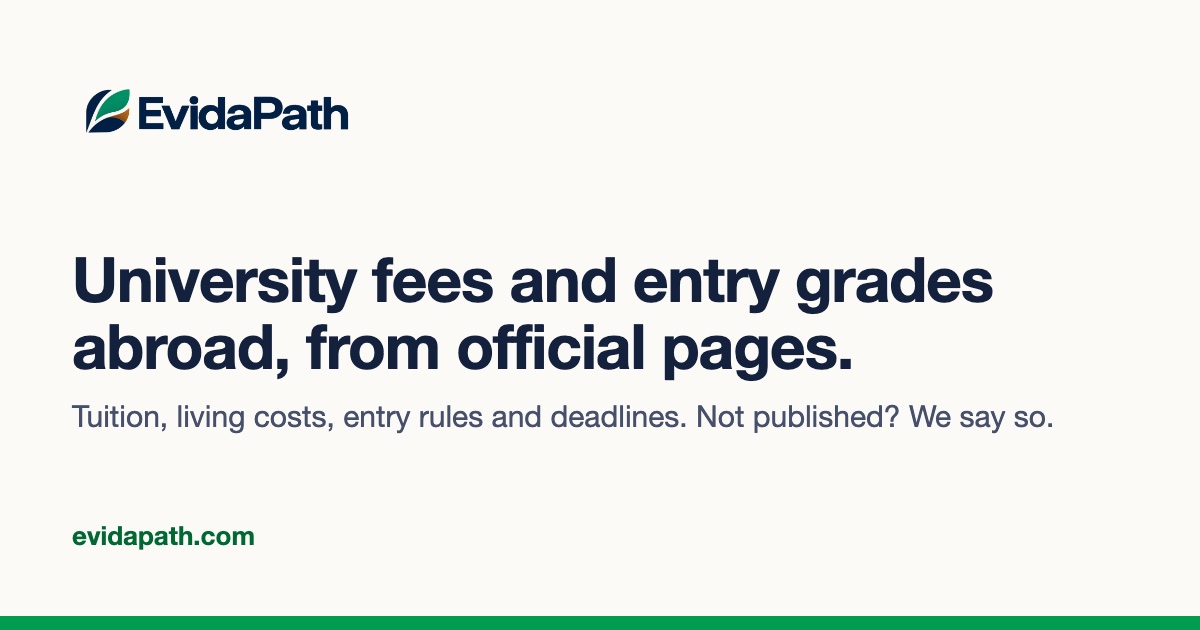 EvidaPath
University fees and entry grades
abroad, from official pages.
Tuition, living costs, entry rules and deadlines. Not published? We say so.
evidapath.com